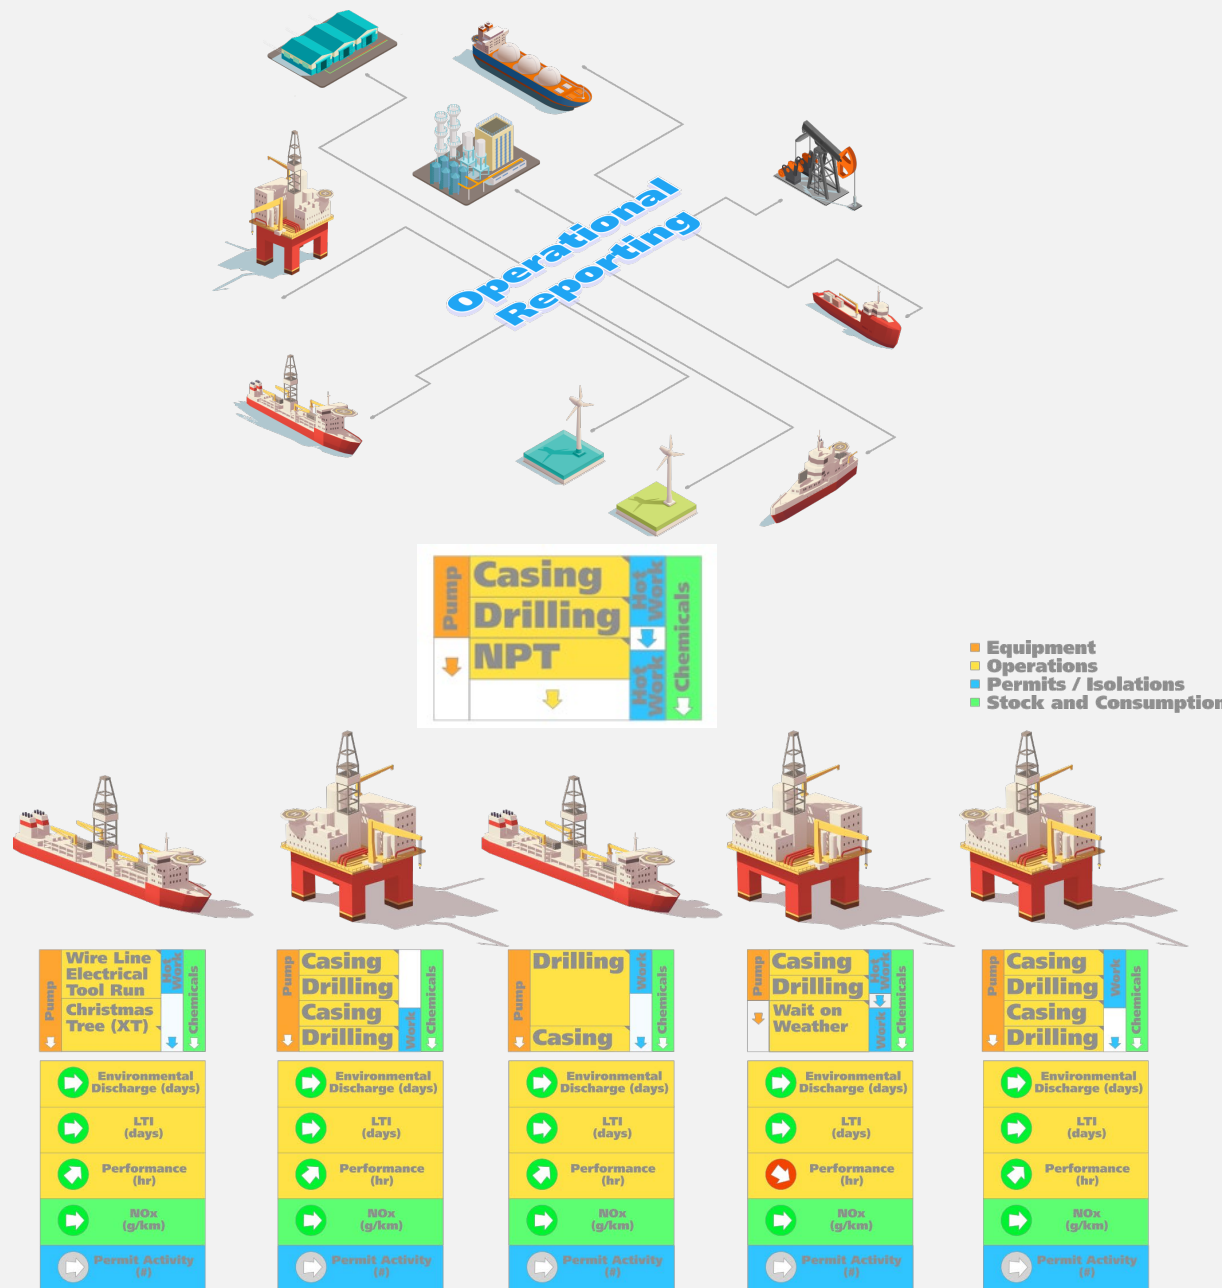 Operational
Reporting
Pump
Casing
Drilling
NPT
Hot
Work
Hot
Work
Chemicals
Equipment
Operations
Permits / Isolations
Stock and Consumption
Pump
Wire Line
Electrical
Tool Run
Christmas
Tree (XT)
Hot
Work
Chemicals
Pump
Casing
Drilling
Casing
Drilling
Work
Chemicals
Pump
Drilling
Casing
Work
Chemicals
Pump
Casing
Drilling
Wait on
Weather
Hot
Work
Work
Chemicals
Pump
Casing
Drilling
Casing
Drilling
Work
Chemicals
Environmental
Discharge (days)
LTI
(days)
Performance
(hr)
NOx
(g/km)
Permit Activity
(#)
Environmental
Discharge (days)
LTI
(days)
Performance
(hr)
NOx
(g/km)
Permit Activity
(#)
Environmental
Discharge (days)
LTI
(days)
Performance
(hr)
NOx
(g/km)
Permit Activity
(#)
Environmental
Discharge (days)
LTI
(days)
Performance
(hr)
NOx
(g/km)
Permit Activity
(#)
Environmental
Discharge (days)
LTI
(days)
Performance
(hr)
NOx
(g/km)
Permit Activity
(#)